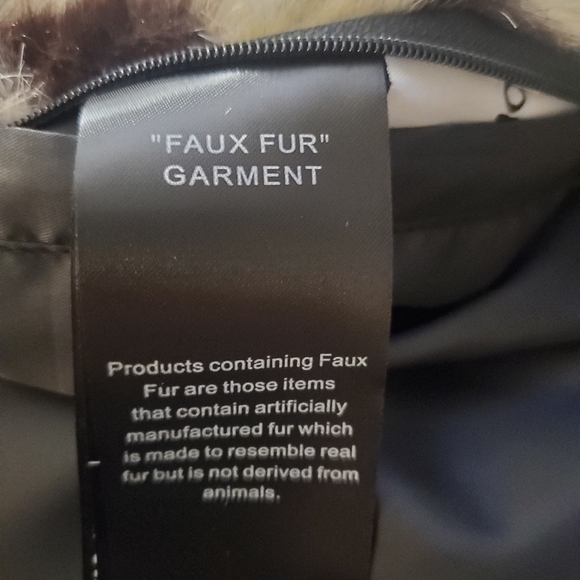 "FAUX FUR"
GARMENT
Products containing Faux
Fur are those items
that contain artificially
manufactured fur which
is made to resemble real
fur but is not derived from
animals.